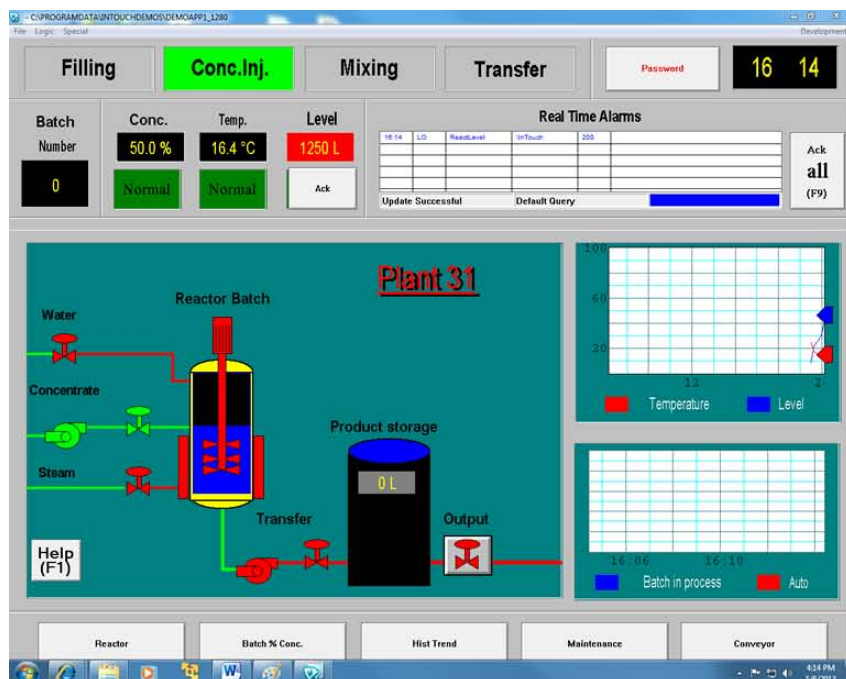 - C:\PROGRAMDATA\INTOUCHDEMOS\DEMOAPP1_1280
File Logic Special Development
Filling
Conc.Inj.
Mixing
Transfer
Password
16 14
Batch
Number
0
Conc.
50.0 %
Normal
Temp.
16.4 °C
Normal
Level
1250 L
Ack
Real Time Alarms
16:14 LO ReactLevel \InTouch 200
Update Successful Default Query
Ack
all
(F9)
Plant 31
Reactor Batch
Water
Concentrate
Steam
Product storage
0 L
Transfer
Output
Help
(F1)
100
60
20
12 2-
Temperature Level
16:06 16:10
Batch in process Auto
Reactor
Batch % Conc.
Hist Trend
Maintenance
Conveyor
4:14 PM